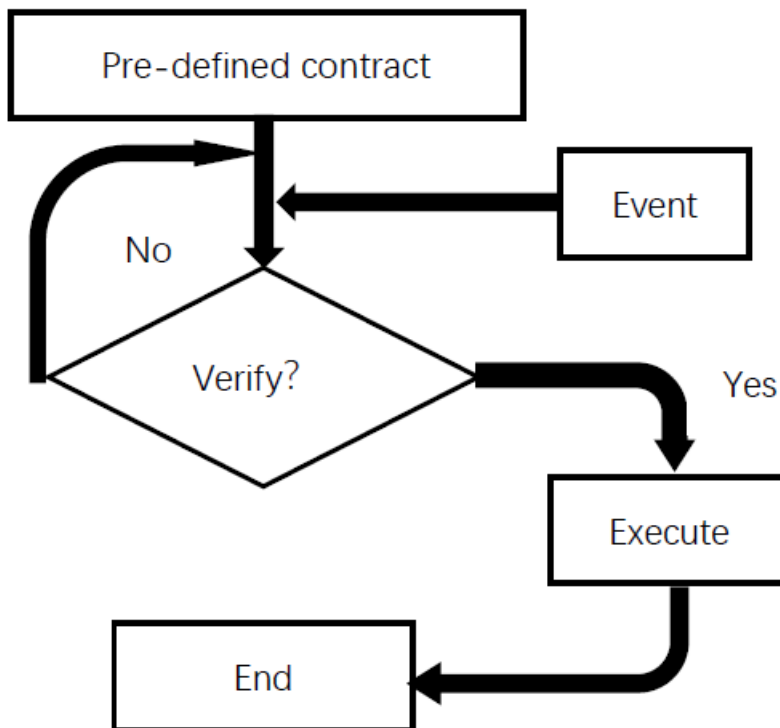 Pre-defined contract
Event
No
Verify?
Yes
Execute
End